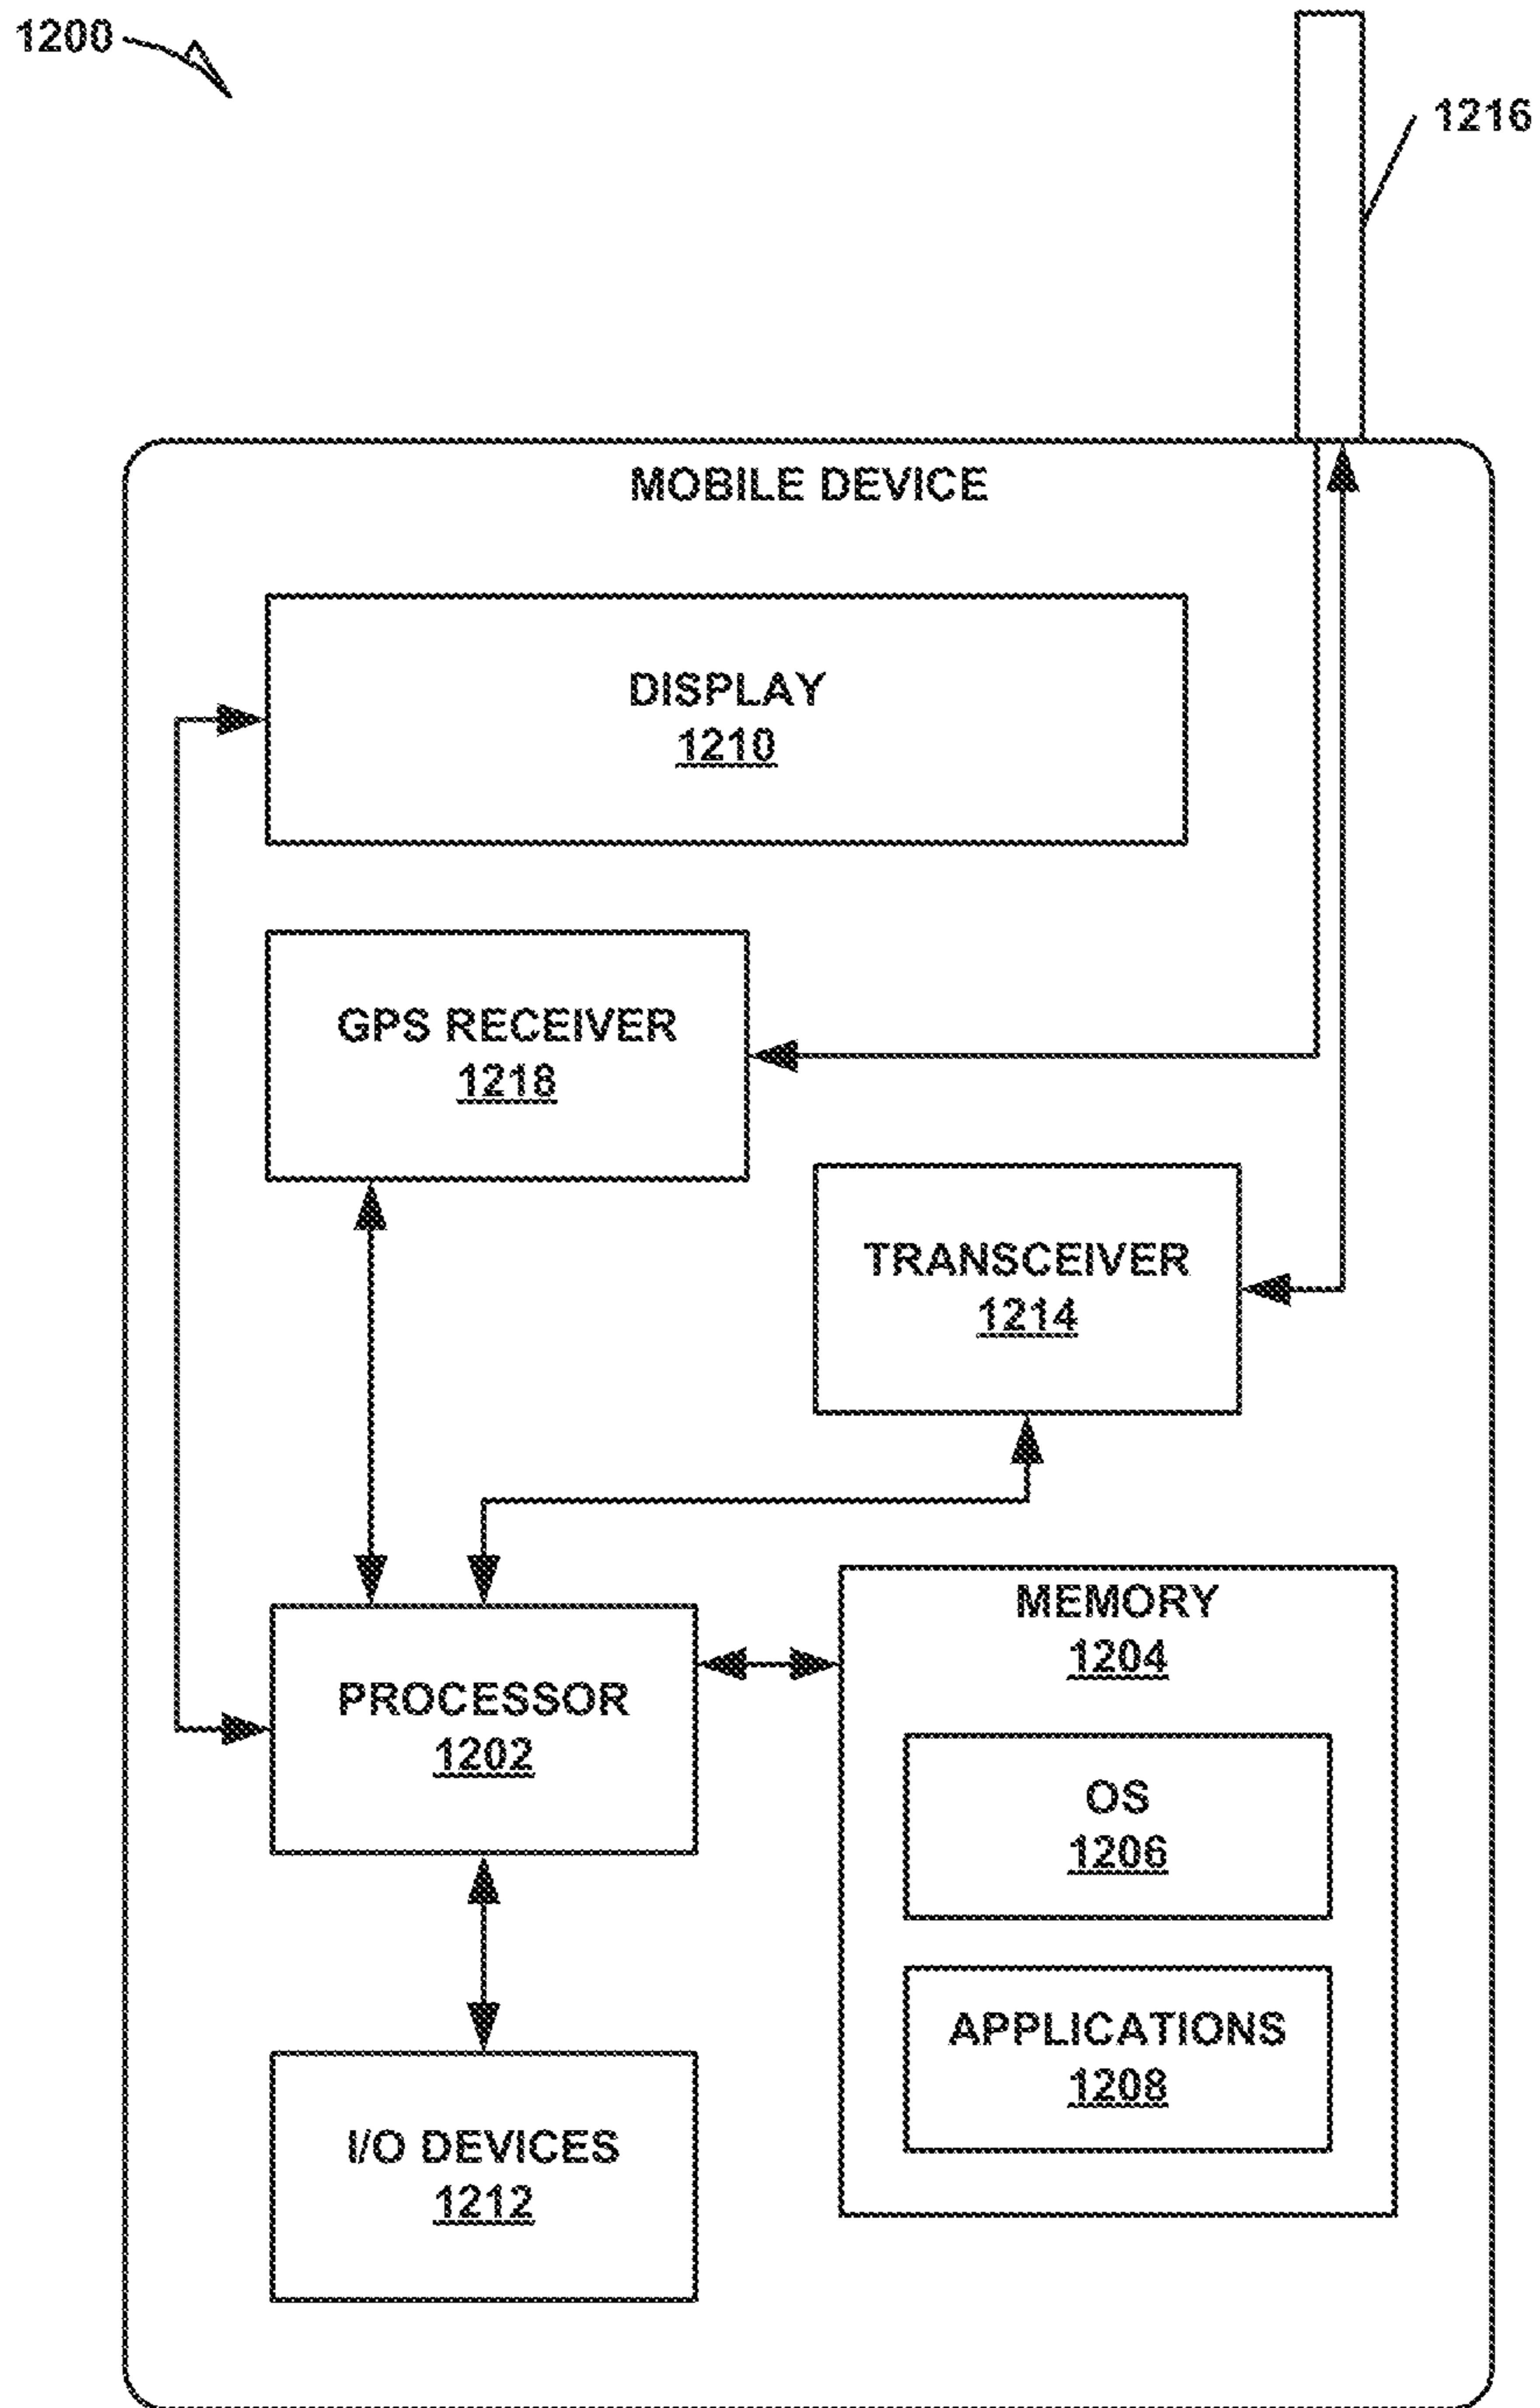 1200
1216
MOBILE DEVICE
DISPLAY
1210
GPS RECEIVER
1218
TRANSCEIVER
1214
MEMORY
1204
PROCESSOR
1202
OS
1206
APPLICATIONS
1208
I/O DEVICES
1212